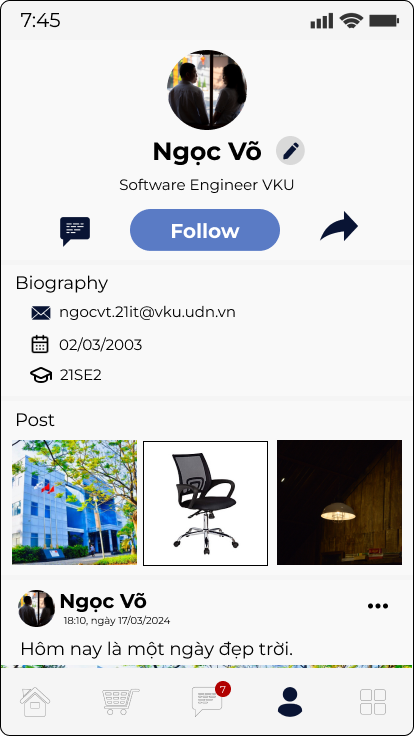 7:45
Ngọc Võ
Software Engineer VKU
Follow
Biography
ngocvt.21it@vku.udn.vn
02/03/2003
21SE2
Post
Ngọc Võ
18:10, ngày 17/03/2024
Hôm nay là một ngày đẹp trời.
7